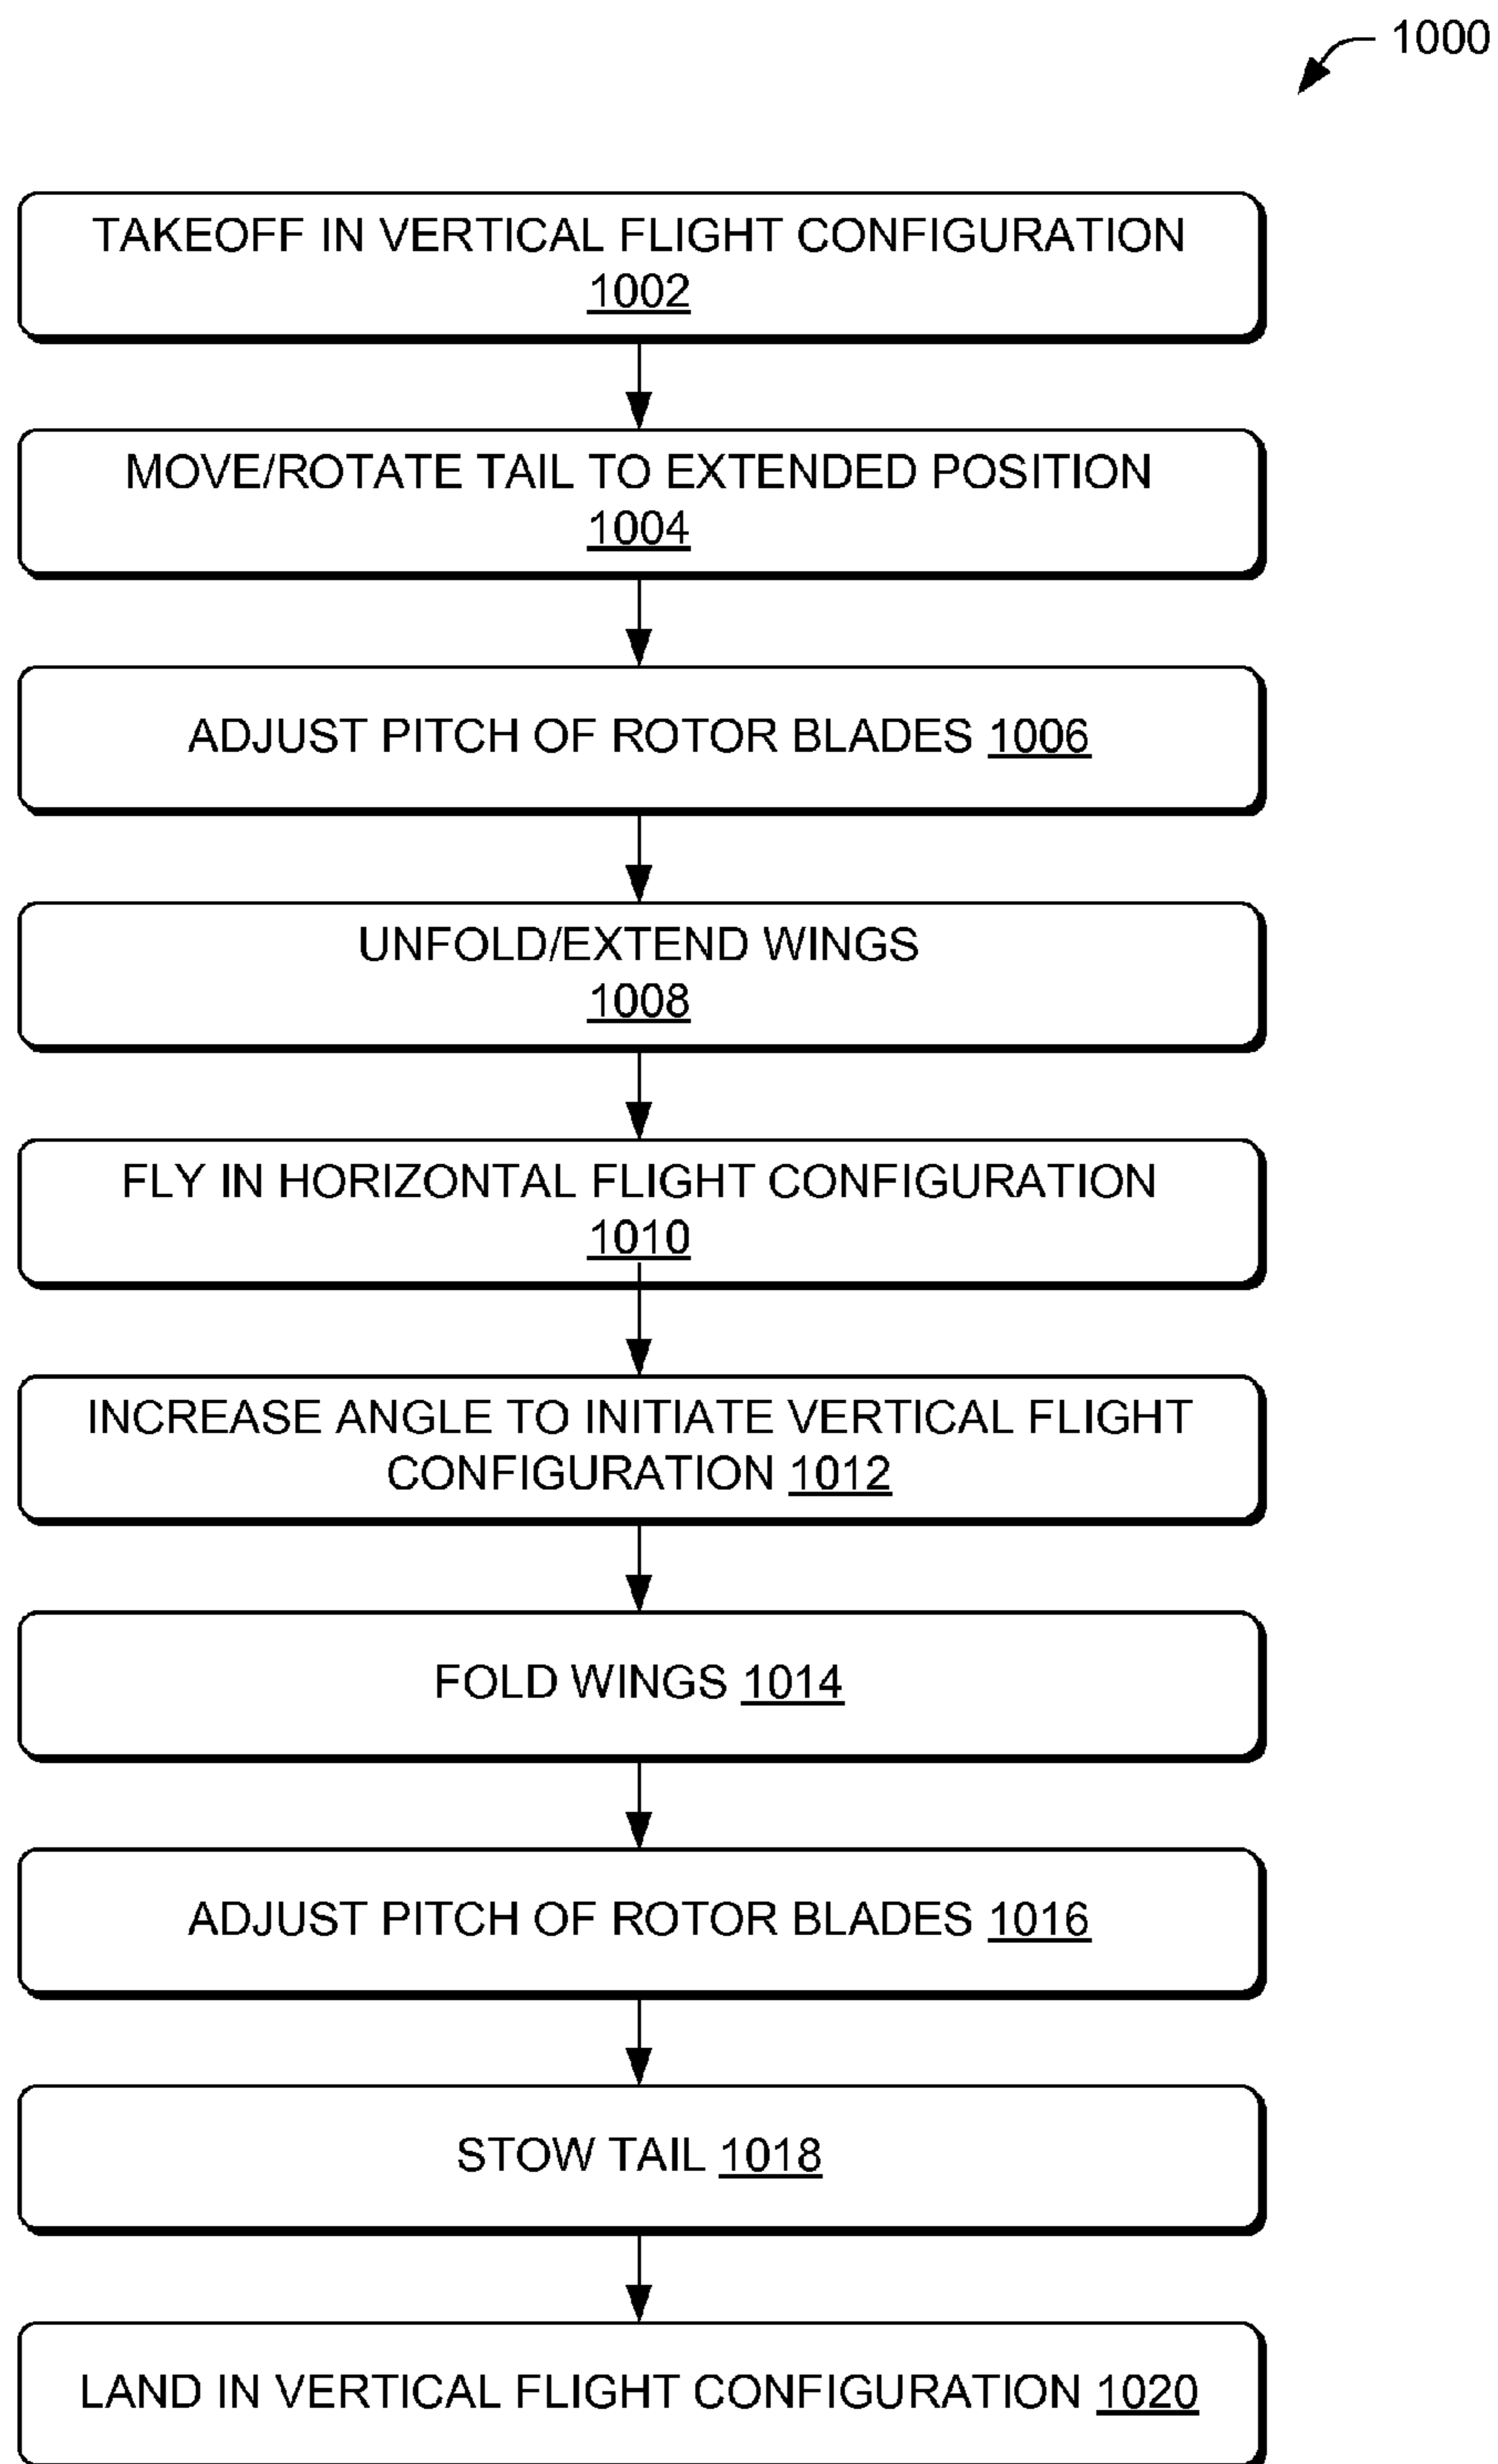 1000
TAKEOFF IN VERTICAL FLIGHT CONFIGURATION
1002
MOVE/ROTATE TAIL TO EXTENDED POSITION
1004
ADJUST PITCH OF ROTOR BLADES 1006
UNFOLD/EXTEND WINGS
1008
FLY IN HORIZONTAL FLIGHT CONFIGURATION
1010
INCREASE ANGLE TO INITIATE VERTICAL FLIGHT
CONFIGURATION 1012
FOLD WINGS 1014
ADJUST PITCH OF ROTOR BLADES 1016
STOW TAIL 1018
LAND IN VERTICAL FLIGHT CONFIGURATION 1020